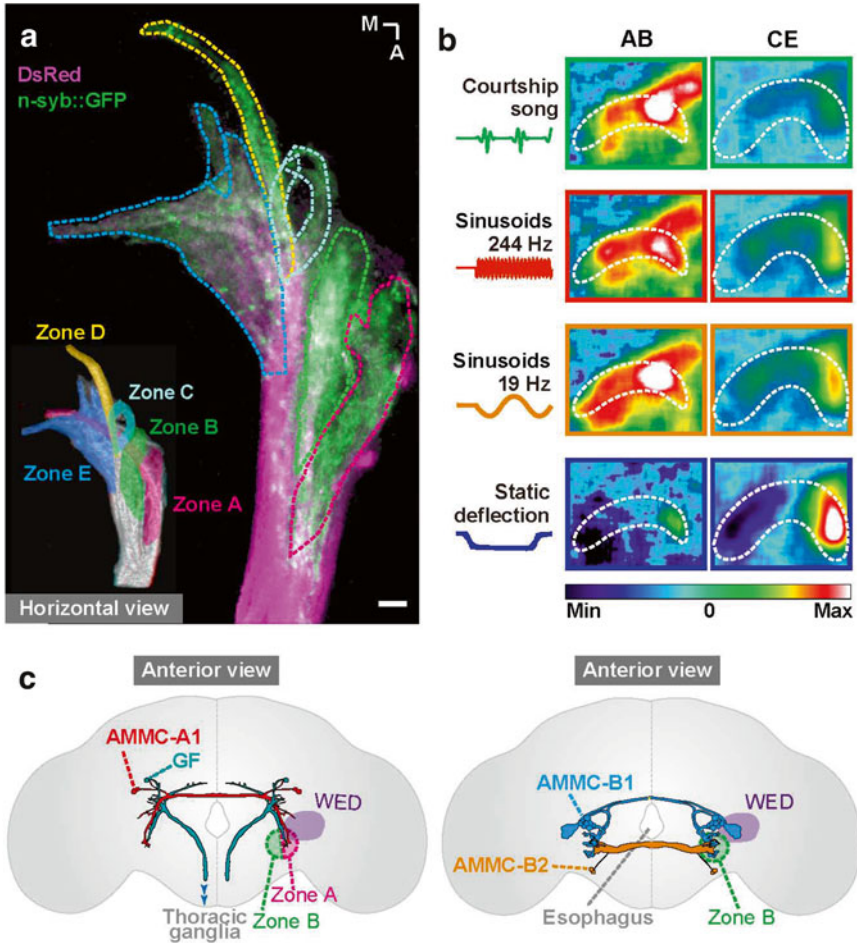 a
M
A
DsRed
n-syb::GFP
Zone D
Zone C
Zone B
Zone E
Zone A
Horizontal view
b
AB
CE
Courtship
song
Sinusoids
244 Hz
Sinusoids
19 Hz
Static
deflection
Min
0
Max
c
Anterior view
AMMC-A1
GF
WED
Zone A
Thoracic
ganglia
Zone B
Anterior view
AMMC-B1
WED
AMMC-B2
Esophagus
Zone B